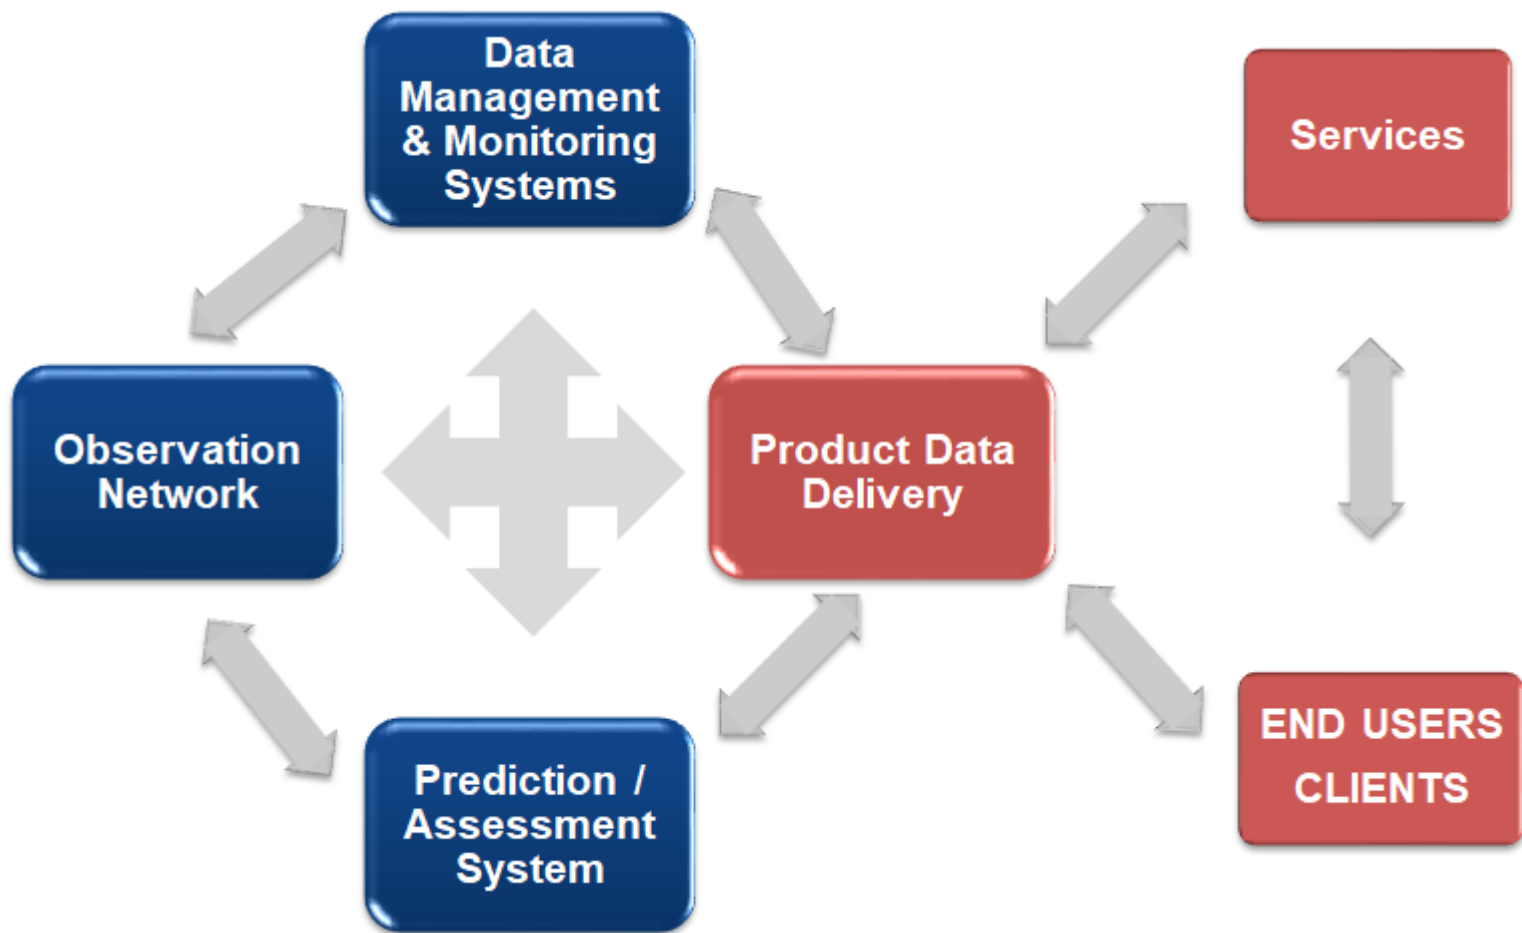 Data
Management
& Monitoring
Systems
Services
Observation
Network
Product Data
Delivery
Prediction /
Assessment
System
END USERS
CLIENTS